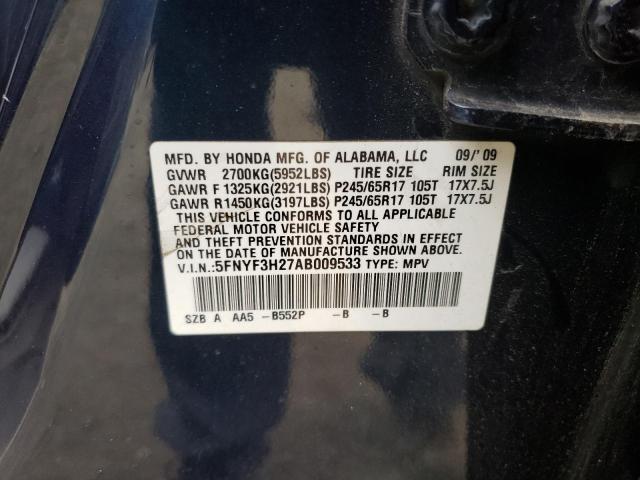 MFD. BY HONDA MFG. OF ALABAMA, LLC 09/'09
GVWR 2700KG(5952LBS) TIRE SIZE RIM SIZE
GAWR F 1325KG(2921LBS) P245/65R17 105T 17X7.5J
GAWR R1450KG(3197LBS) P245/65R17 105T 17X7.5J
THIS VEHICLE CONFORMS TO ALL APPLICABLE
FEDERAL MOTOR VEHICLE SAFETY
AND THEFT PREVENTION STANDARDS IN EFFECT
ON THE DATE OF MANUFACTURE SHOWN ABOVE.
V.I.N.:5FNYF3H27AB009533 TYPE: MPV
SZB A AA5 -B552P -B -B